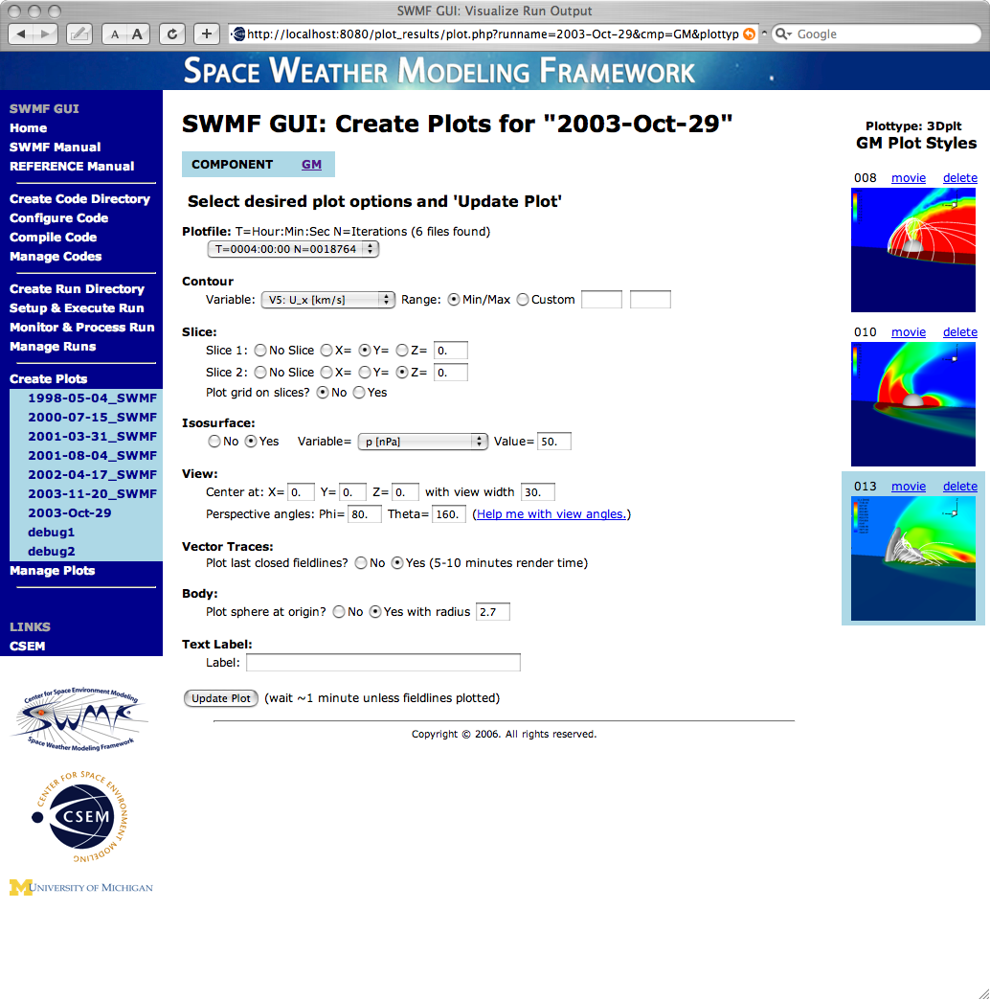 SWMF GUI: Visualize Run Output
A A http://localhost:8080/plot_results/plot.php?runname=2003-Oct-29&cmp=GM&plottyp Google
SPACE WEATHER MODELING FRAMEWORK
SWMF GUI
Home
SWMF Manual
REFERENCE Manual
Create Code Directory
Configure Code
Compile Code
Manage Codes
Create Run Directory
Setup & Execute Run
Monitor & Process Run
Manage Runs
Create Plots
1998-05-04_SWMF
2000-07-15_SWMF
2001-03-31_SWMF
2001-08-04_SWMF
2002-04-17_SWMF
2003-11-20_SWMF
2003-Oct-29
debug1
debug2
Manage Plots
LINKS
CSEM
Center for Space Environment Modeling
SWMF
Space Weather Modeling Framework
CENTER FOR SPACE ENVIRONMENT MODELING
CSEM
M UNIVERSITY OF MICHIGAN
SWMF GUI: Create Plots for "2003-Oct-29"
COMPONENT GM
Select desired plot options and 'Update Plot'
Plotfile: T=Hour:Min:Sec N=Iterations (6 files found)
T=0004:00:00 N=0018764
Contour
Variable: V5: U_x [km/s] Range: Min/Max Custom
Slice:
Slice 1: No Slice X= Y= Z= 0.
Slice 2: No Slice X= Y= Z= 0.
Plot grid on slices? No Yes
Isosurface:
No Yes Variable= p [nPa] Value= 50.
View:
Center at: X= 0. Y= 0. Z= 0. with view width 30.
Perspective angles: Phi= 80. Theta= 160. (Help me with view angles.)
Vector Traces:
Plot last closed fieldlines? No Yes (5-10 minutes render time)
Body:
Plot sphere at origin? No Yes with radius 2.7
Text Label:
Label:
Update Plot (wait ~1 minute unless fieldlines plotted)
Copyright © 2006. All rights reserved.
Plottype: 3Dplt
GM Plot Styles
008 movie delete
010 movie delete
013 movie delete